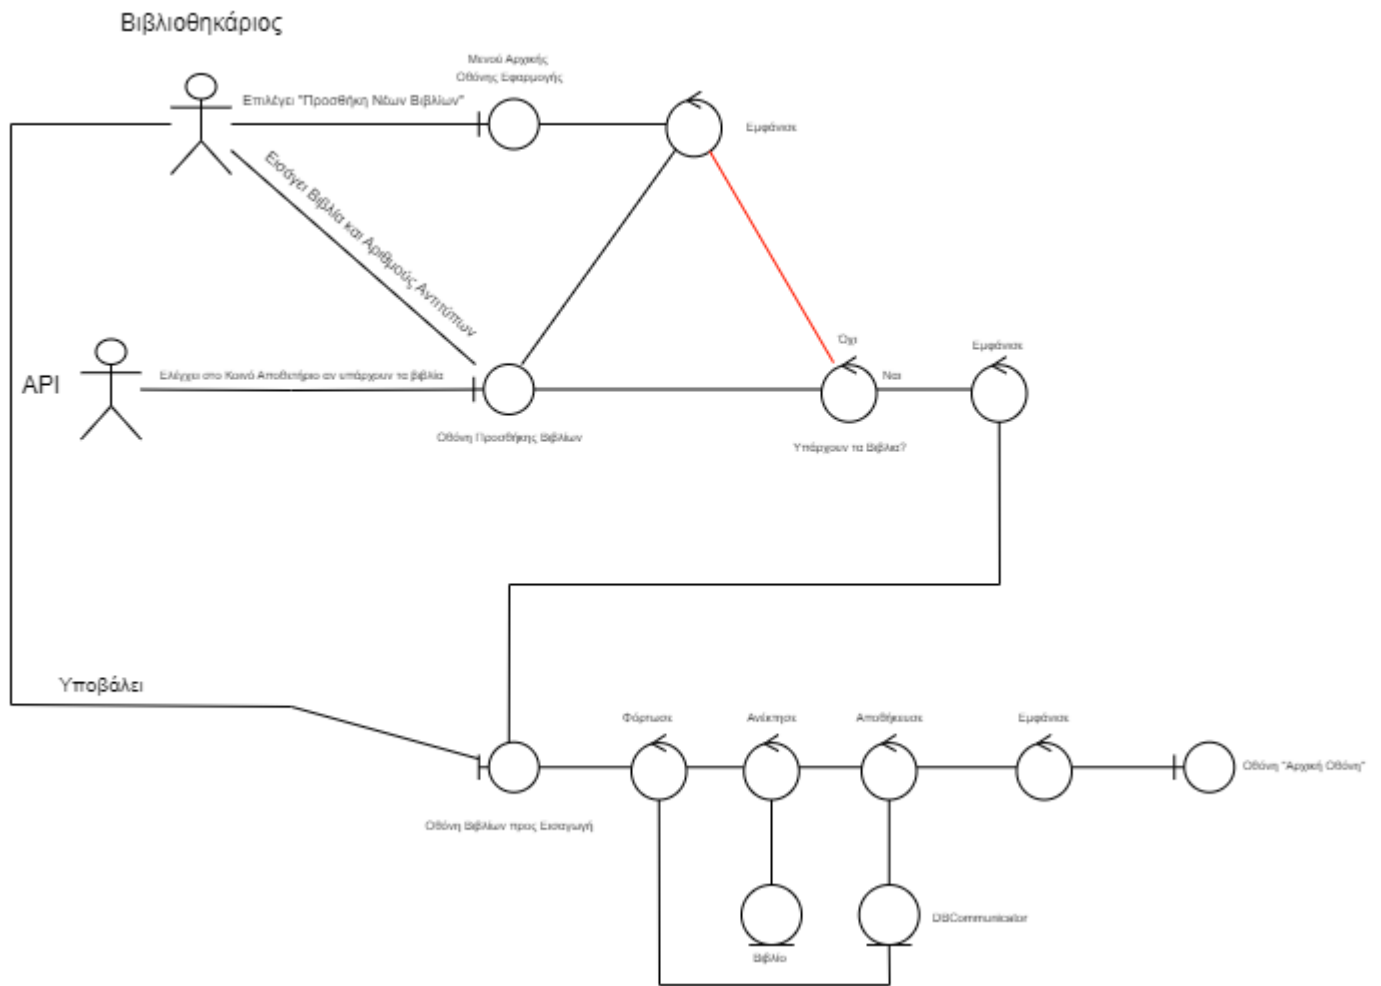 Βιβλιοθηκάριος
Μενού Αρχικής
Οθόνης Εφαρμογής
Επιλέγει "Προσθήκη Νέων Βιβλίων"
Εμφάνισε
Εισάγει Βιβλία και Αριθμούς Αντιτύπων
Όχι
Εμφάνισε
API
Ελέγχει στο Κοινό Αποθετήριο αν υπάρχουν τα βιβλία
Ναι
Οθόνη Προσθήκης Βιβλίων
Υπάρχουν τα Βιβλια?
Υποβάλει
Φόρτωσε
Ανέκτησε
Αποθήκευσε
Εμφάνισε
Οθόνη "Αρχική Οθόνη"
Οθόνη Βιβλίων προς Εισαγωγή
DBCommunicator
Βιβλίο